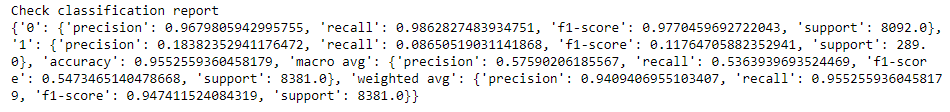 Check classification report
{'0': {'precision': 0.9679805942995755, 'recall': 0.9862827483934751, 'f1-score': 0.9770459692722043, 'support': 8092.0},
'1': {'precision': 0.18382352941176472, 'recall': 0.08650519031141868, 'f1-score': 0.11764705882352941, 'support': 289.
0}, 'accuracy': 0.9552559360458179, 'macro avg': {'precision': 0.57590206185567, 'recall': 0.5363939693524469, 'f1-scor
e': 0.5473465140478668, 'support': 8381.0}, 'weighted avg': {'precision': 0.9409406955103407, 'recall': 0.955255936045817
9, 'f1-score': 0.947411524084319, 'support': 8381.0}}